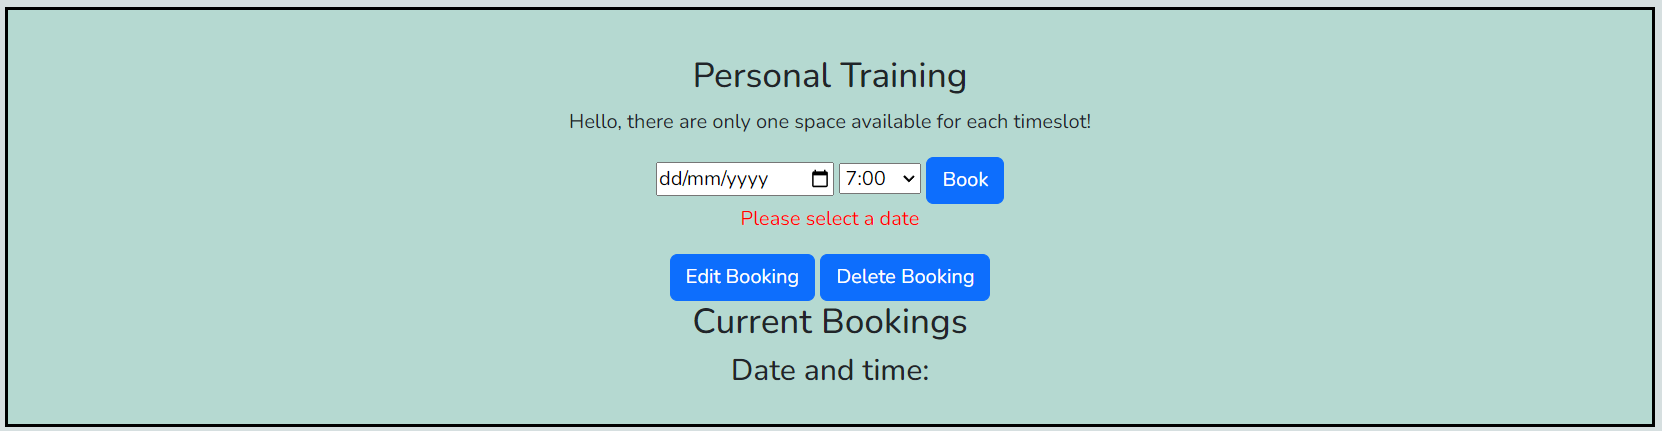 Personal Training
Hello, there are only one space available for each timeslot!
dd/mm/yyyy 7:00 Book
Please select a date
Edit Booking Delete Booking
Current Bookings
Date and time: